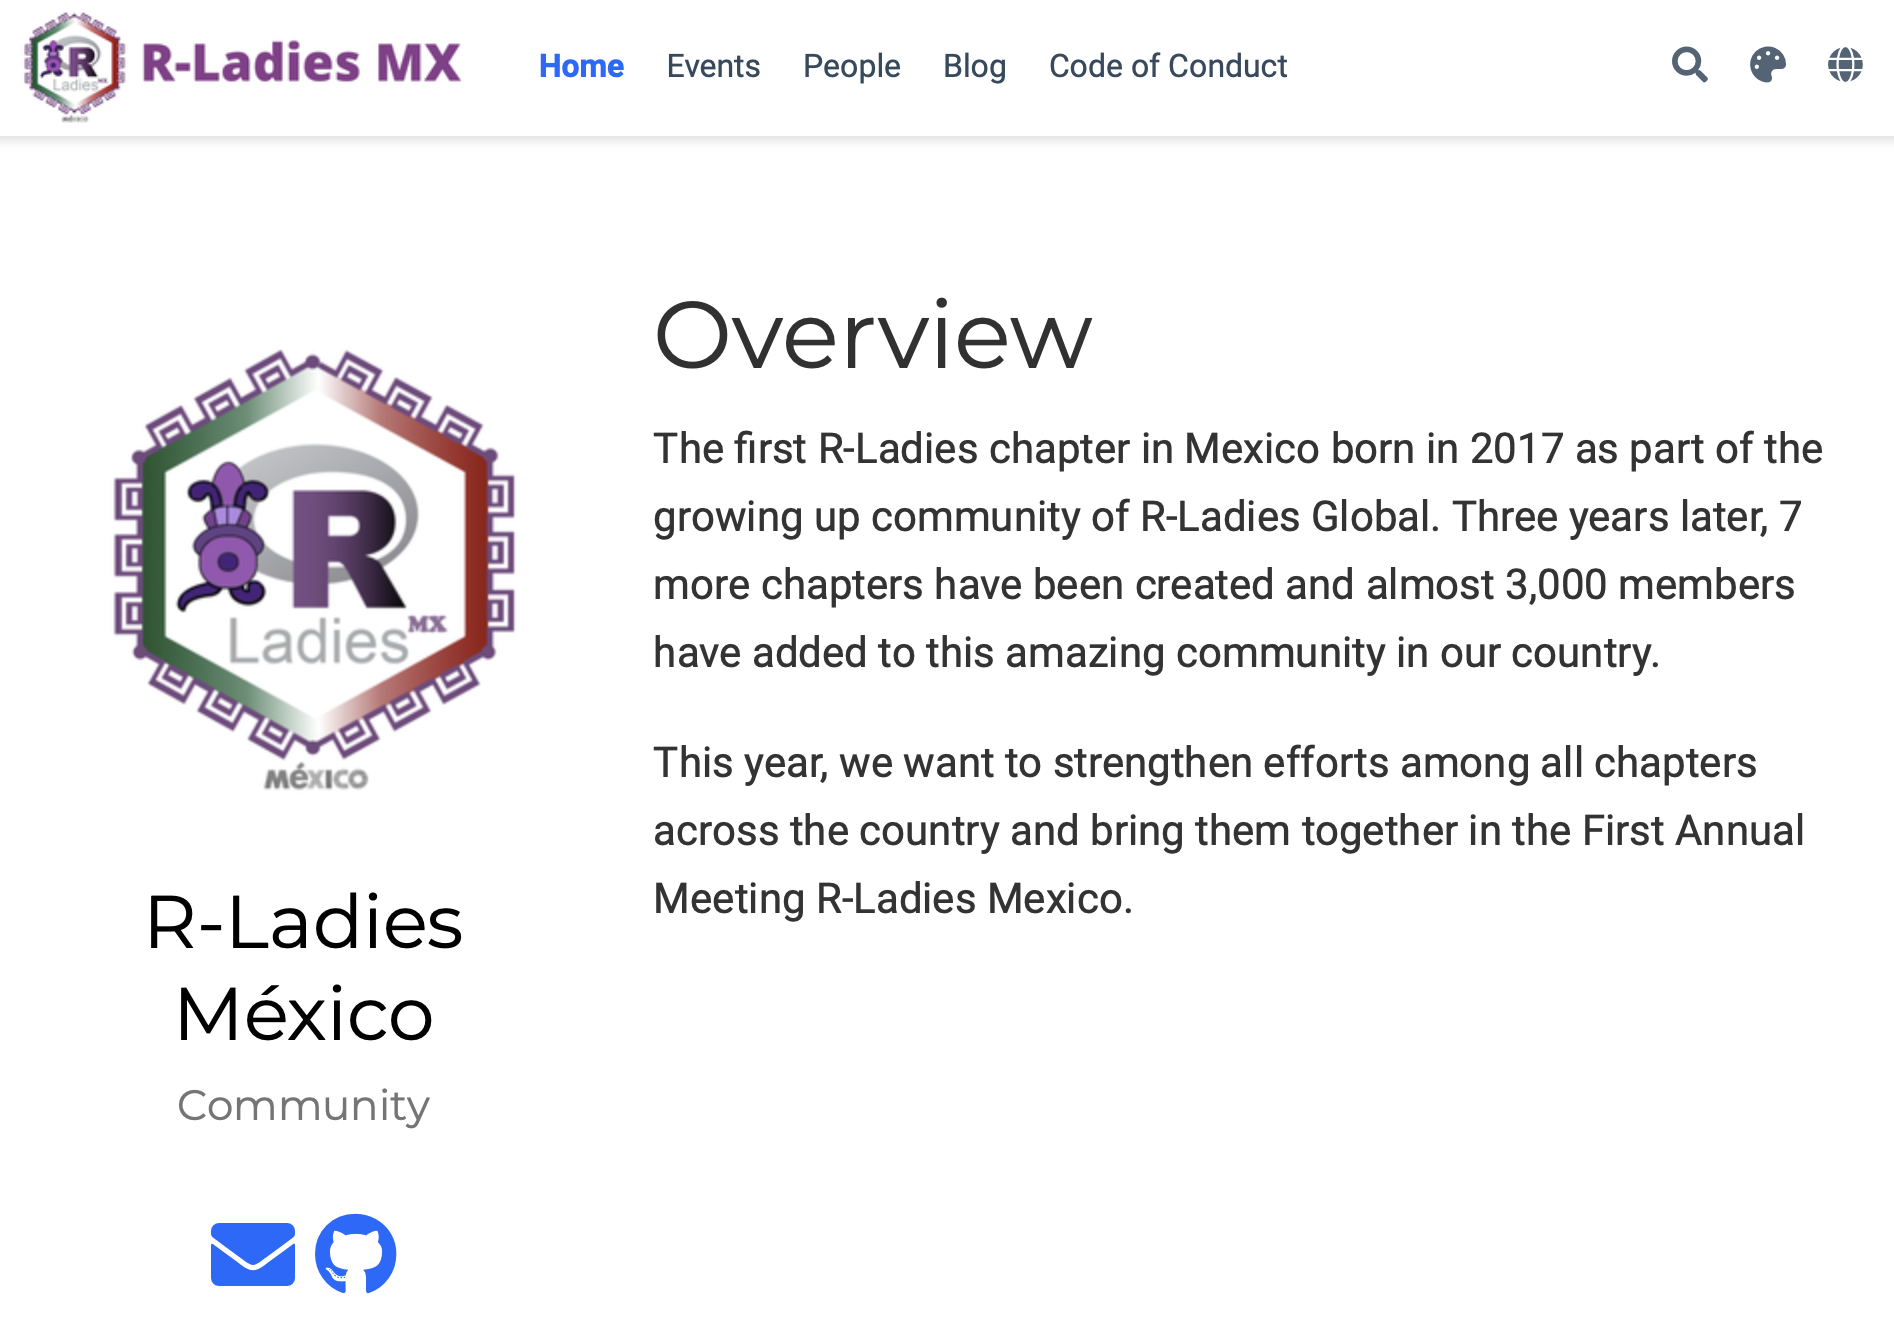 R
Ladies
México
R-Ladies MX
Home
Events
People
Blog
Code of Conduct
R
Ladies MX
México
R-Ladies
México
Community
Overview
The first R-Ladies chapter in Mexico born in 2017 as part of the
growing up community of R-Ladies Global. Three years later, 7
more chapters have been created and almost 3,000 members
have added to this amazing community in our country.
This year, we want to strengthen efforts among all chapters
across the country and bring them together in the First Annual
Meeting R-Ladies Mexico.